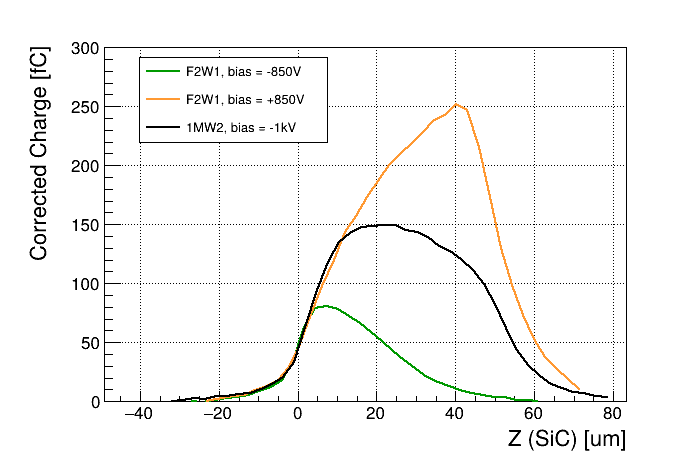 Corrected Charge [fC]
300
250
200
150
100
50
0
F2W1, bias = -850V
F2W1, bias = +850V
1MW2, bias = -1kV
−40 −20 0 20 40 60 80
Z (SiC) [um]